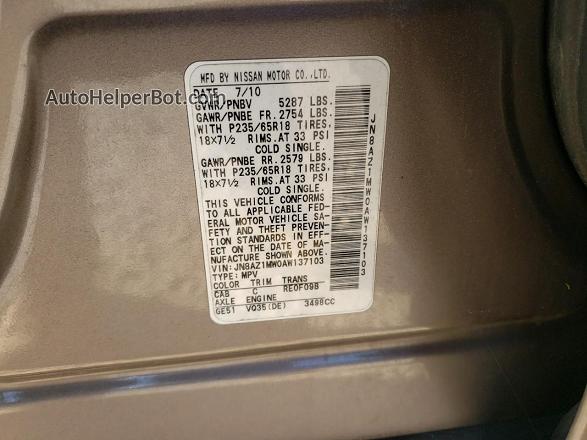 MFD BY NISSAN MOTOR CO.,LTD.
DATE 7/10
GVWR/PNBV 5287 LBS.
GAWR/PNBE FR. 2754 LBS.
WITH P235/65R18 TIRES.
18×7½ RIMS.AT 33 PSI
COLD SINGLE.
GAWR/PNBE RR. 2579 LBS.
WITH P235/65R18 TIRES.
18×7½ RIMS.AT 33 PSI
COLD SINGLE.
THIS VEHICLE CONFORMS
TO ALL APPLICABLE FED-
ERAL MOTOR VEHICLE SA-
FETY AND THEFT PREVEN-
TION STANDARDS IN EFF-
ECT ON THE DATE OF MA-
NUFACTURE SHOWN ABOVE.
VIN:JN8AZ1MW0AW137103
TYPE:MPV
COLOR TRIM TRANS
CAB C RE0F09B
AXLE ENGINE
GE51 VQ35(DE) 3498CC
JN8AZ1MW0AW137103
AutoHelperBot.com